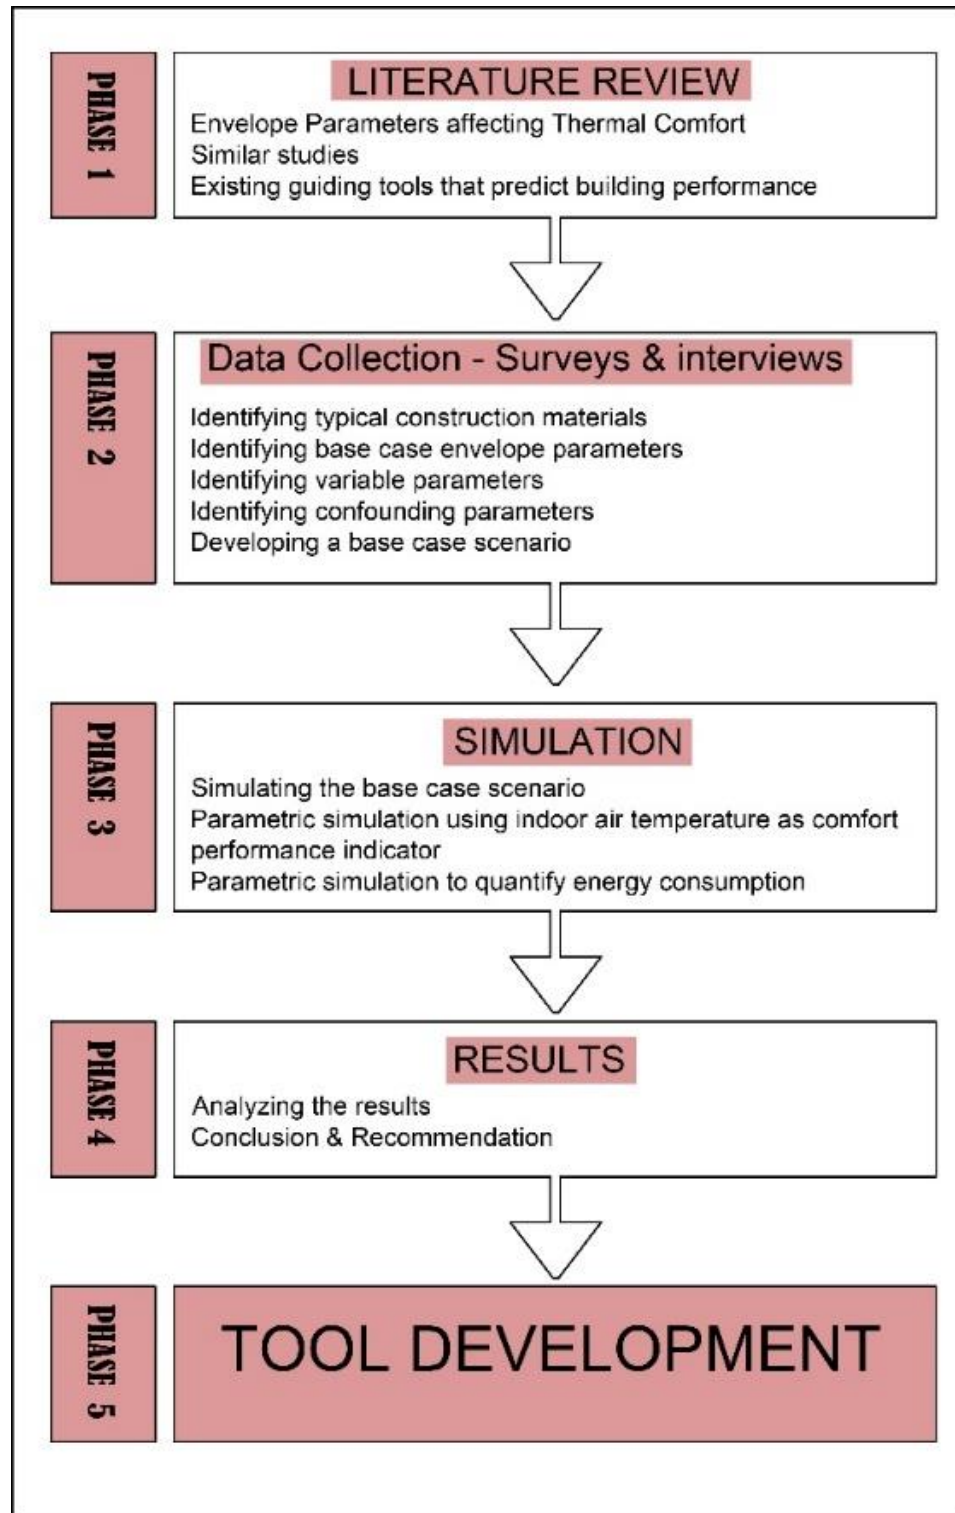 PHASE 1
LITERATURE REVIEW
Envelope Parameters affecting Thermal Comfort
Similar studies
Existing guiding tools that predict building performance
PHASE 2
Data Collection - Surveys & interviews
Identifying typical construction materials
Identifying base case envelope parameters
Identifying variable parameters
Identifying confounding parameters
Developing a base case scenario
PHASE 3
SIMULATION
Simulating the base case scenario
Parametric simulation using indoor air temperature as comfort
performance indicator
Parametric simulation to quantify energy consumption
PHASE 4
RESULTS
Analyzing the results
Conclusion & Recommendation
PHASE 5
TOOL DEVELOPMENT